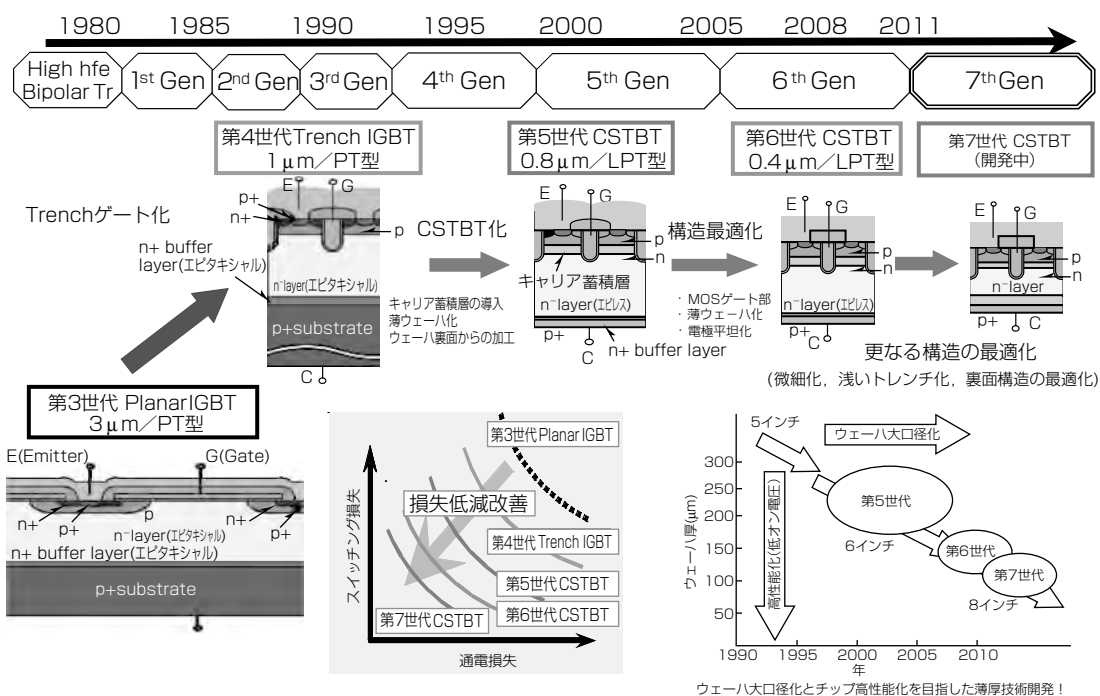 1980 1985 1990 1995 2000 2005 2008 2011
High hfe
Bipolar Tr
1st Gen
2nd Gen
3rd Gen
4th Gen
5th Gen
6th Gen
7th Gen
第4世代Trench IGBT
1μm/PT型
第5世代 CSTBT
0.8μm/LPT型
第6世代 CSTBT
0.4μm/LPT型
第7世代 CSTBT
(開発中)
Trenchゲート化
E
G
p+
n+
p
n+ buffer
layer(エピタキシャル)
n⁻layer(エピタキシャル)
p+substrate
C
CSTBT化
キャリア蓄積層の導入
薄ウェーハ化
ウェーハ裏面からの加工
E
G
p
n
キャリア蓄積層
n⁻layer(エピレス)
p+
C
n+ buffer layer
構造最適化
・MOSゲート部
・薄ウェーハ化
・電極平坦化
E
G
p
n
n⁻layer(エピレス)
p+
C
E
G
p
n
n⁻layer
C
更なる構造の最適化
(微細化,浅いトレンチ化,裏面構造の最適化)
第3世代 PlanarIGBT
3μm/PT型
E(Emitter)
G(Gate)
n+
p+
p
n+
p+
n⁻layer(エピタキシャル)
n+ buffer layer(エピタキシャル)
p+substrate
スイッチング損失
第3世代Planar IGBT
損失低減改善
第4世代Trench IGBT
第5世代CSTBT
第6世代CSTBT
第7世代CSTBT
通電損失
5インチ
ウェーハ大口径化
ウェーハ厚(μm)
300
250
200
150
100
50
高性能化(低オン電圧)
第5世代
6インチ
第6世代
第7世代
8インチ
1990 1995 2000 2005 2010
年
ウェーハ大口径化とチップ高性能化を目指した薄厚技術開発!